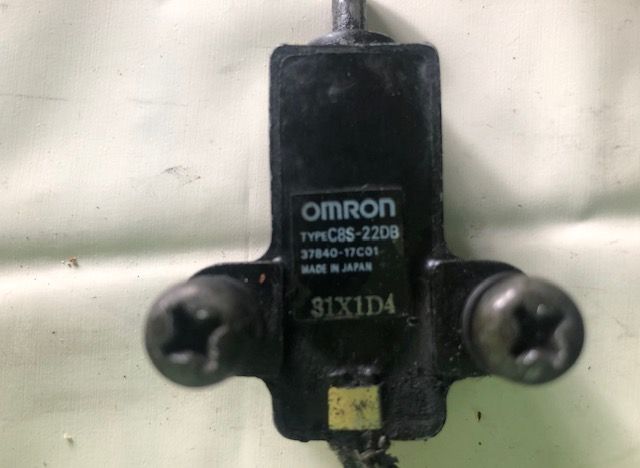 OMRON
TYPE C8S-22DB
37840-17C01
MADE IN JAPAN
31X1D4